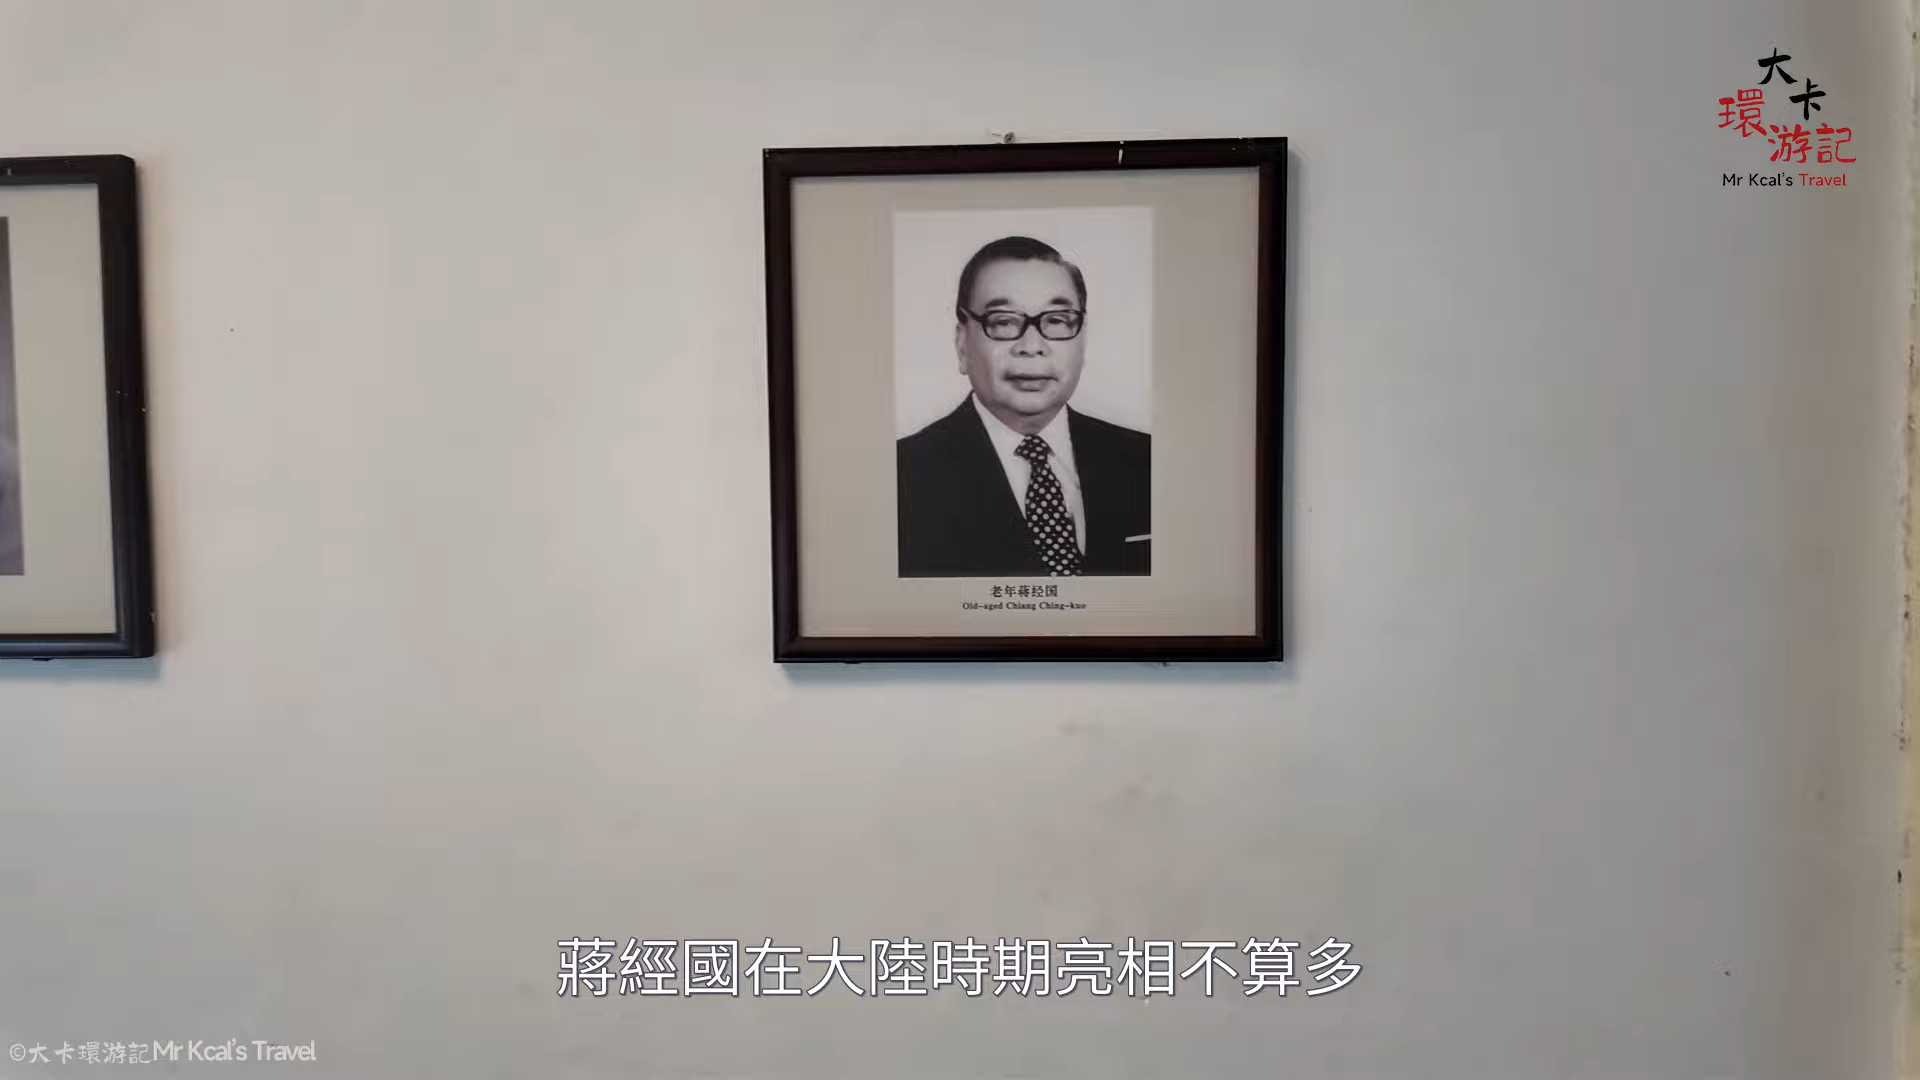 大卡
環游記
Mr Kcal's Travel
老年蒋经国
Old-aged Chiang Ching-kuo
蔣經國在大陸時期亮相不算多
©大卡環游記Mr Kcal's Travel